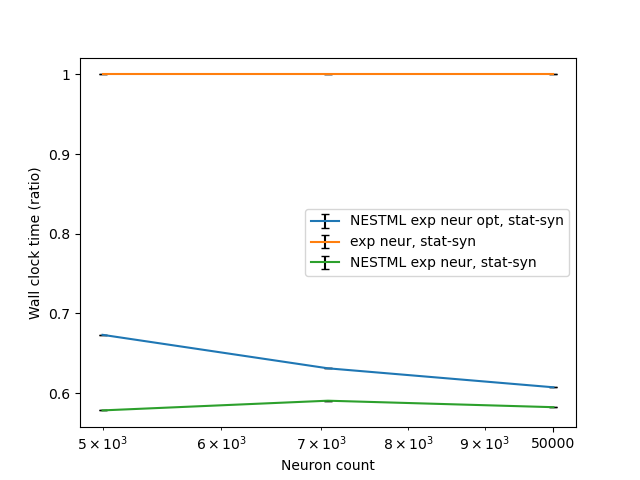 1
0.9
0.8
0.7
0.6
Wall clock time (ratio)
NESTML exp neur opt, stat-syn
exp neur, stat-syn
NESTML exp neur, stat-syn
5 × 10³
6 × 10³
7 × 10³
8 × 10³
9 × 10³
50000
Neuron count